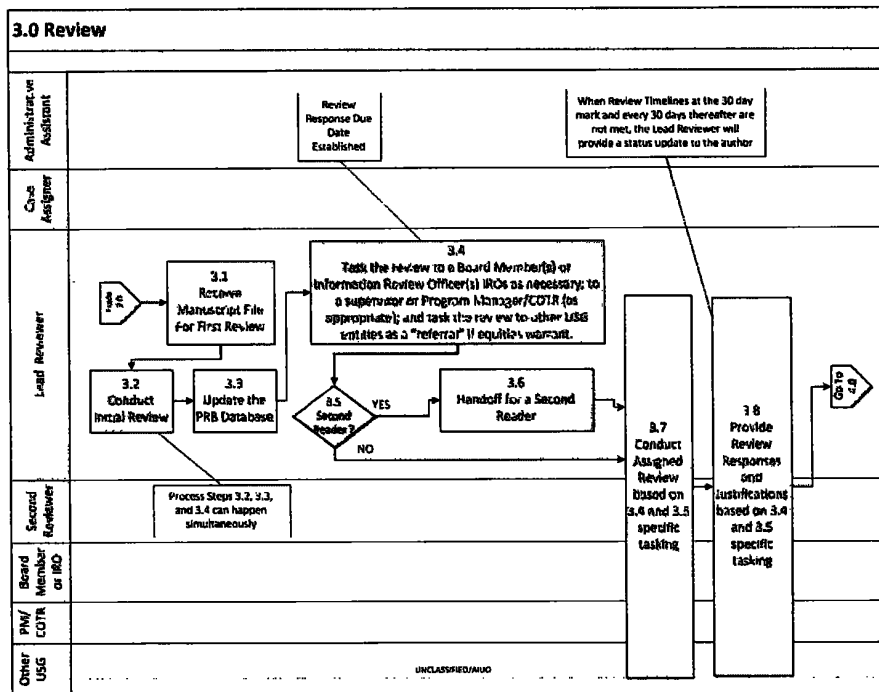 3.0 Review
Administrative
Assistant
Case
Assigner
Lead Reviewer
Second
Reviewer
Board
Member
or IRO
PM/
COTR
Other
USG
Review
Response Due
Date
Established
When Review Timelines at the 30 day
mark and every 30 days thereafter are
not met, the Lead Reviewer will
provide a status update to the author
3.1
Receive
Manuscript File
For First Review
3.2
Conduct
Initial Review
3.3
Update the
PRB Database
3.4
Task the review to a Board Member(s) or
Information Review Officer(s) IROs as necessary; to
a supervisor or Program Manager/COTR (as
appropriate); and task the review to other USG
entities as a "referral" if equities warrant.
3.5
Second
Reader?
YES
NO
3.6
Handoff for a Second
Reader
3.7
Conduct
Assigned
Review
based on
3.4 and 3.5
specific
tasking
3.8
Provide
Review
Responses
and
Justifications
based on 3.4
and 3.5
specific
tasking
Go To
4.0
Process Steps 3.2, 3.3,
and 3.4 can happen
simultaneously
UNCLASSIFIED/AIUO